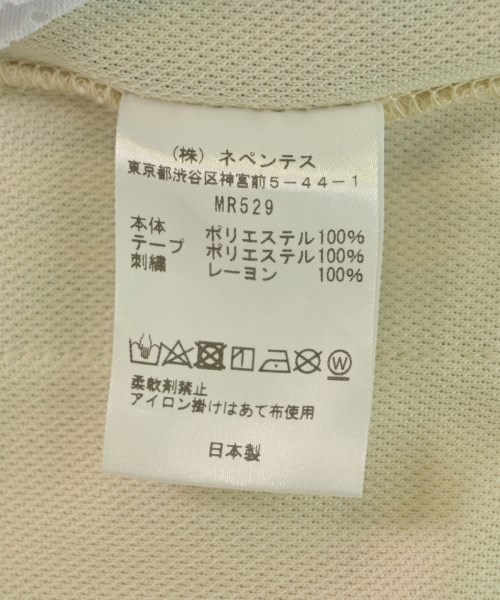 (株) ネペンテス
東京都渋谷区神宮前5-44-1
MR529
本体 ポリエステル100%
テープ ポリエステル100%
刺繍 レーヨン 100%
W
柔軟剤禁止
アイロン掛けはあて布使用
日本製